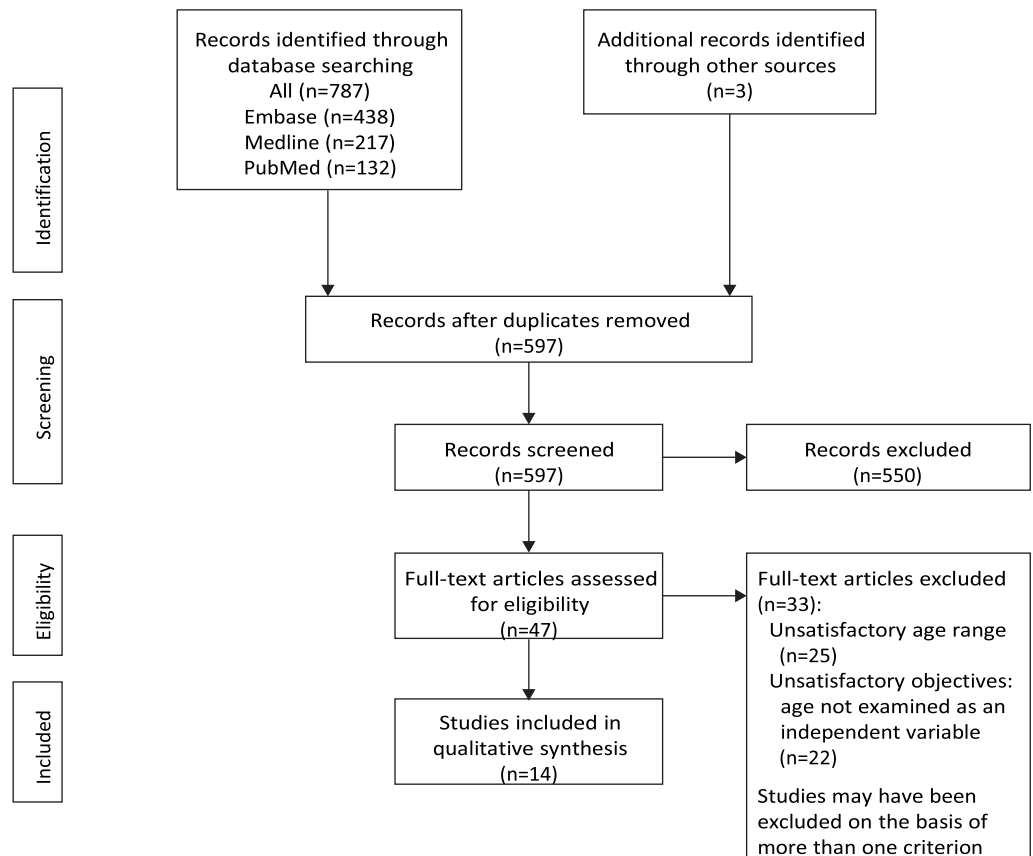 Records identified through
database searching
All (n=787)
Embase (n=438)
Medline (n=217)
PubMed (n=132)
Additional records identified
through other sources
(n=3)
Identification
Records after duplicates removed
(n=597)
Screening
Records screened
(n=597)
Records excluded
(n=550)
Eligibility
Full-text articles assessed
for eligibility
(n=47)
Full-text articles excluded
(n=33):
Unsatisfactory age range
(n=25)
Unsatisfactory objectives:
age not examined as an
independent variable
(n=22)
Studies may have been
excluded on the basis of
more than one criterion
Included
Studies included in
qualitative synthesis
(n=14)